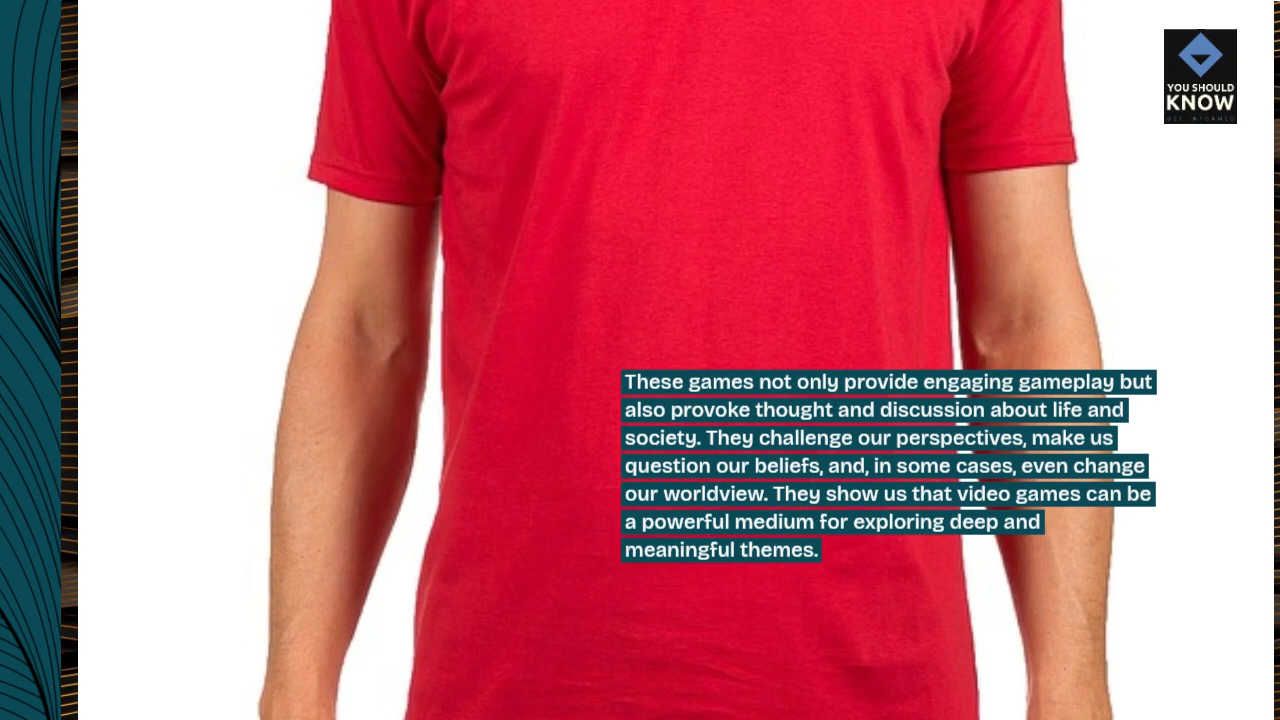 YOU SHOULD
KNOW
GET INFORMED
These games not only provide engaging gameplay but
also provoke thought and discussion about life and
society. They challenge our perspectives, make us
question our beliefs, and, in some cases, even change
our worldview. They show us that video games can be
a powerful medium for exploring deep and
meaningful themes.